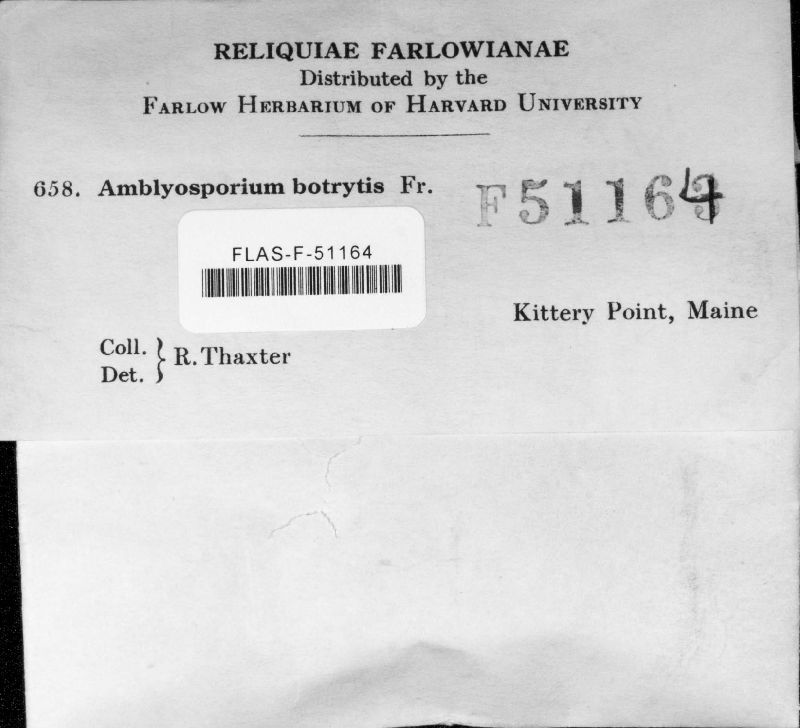 RELIQUIAE FARLOWIANAE
Distributed by the
FARLOW HERBARIUM OF HARVARD UNIVERSITY
658. Amblyosporium botrytis Fr.
F51164
FLAS-F-51164
Kittery Point, Maine
Coll. } R. Thaxter
Det.